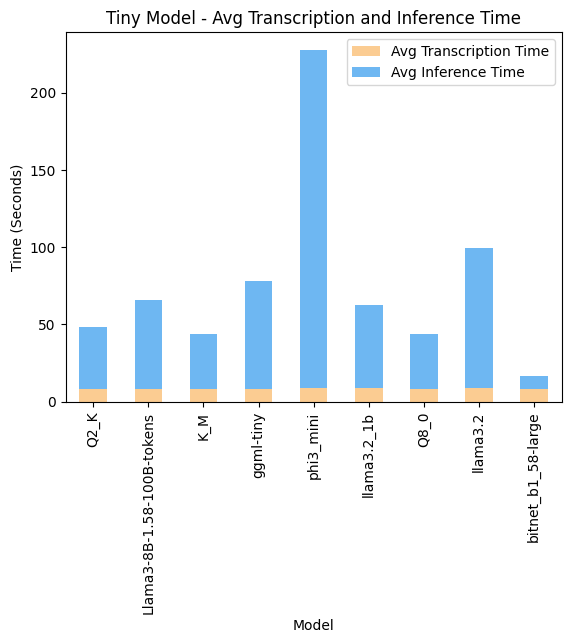 Tiny Model - Avg Transcription and Inference Time
Avg Transcription Time
Avg Inference Time
Time (Seconds)
200
150
100
50
0
Q2_K
Llama3-8B-1.58-100B-tokens
K_M
ggml-tiny
phi3_mini
llama3.2_1b
Q8_0
llama3.2
bitnet_b1_58-large
Model